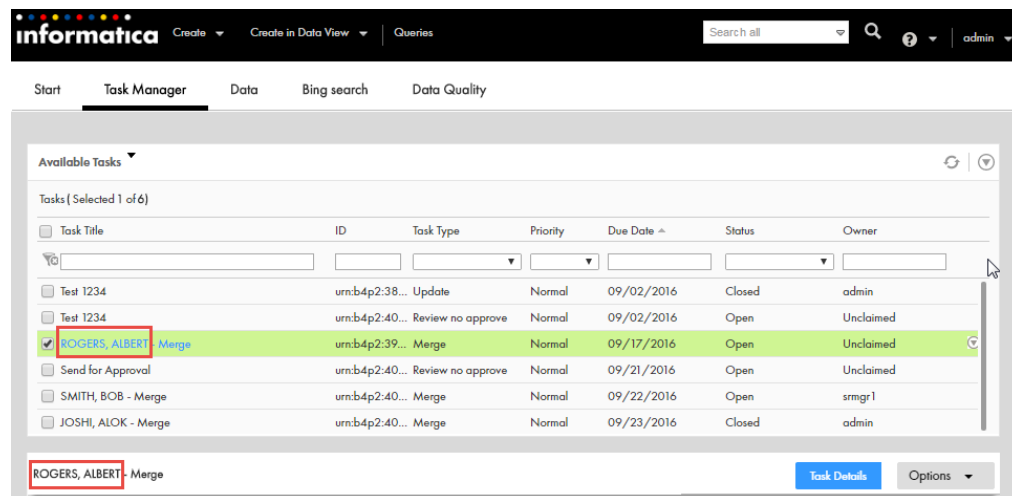 informatica Create Create in Data View Queries Search all admin
Start Task Manager Data Bing search Data Quality
Available Tasks
Tasks ( Selected 1 of 6)
Task Title ID Task Type Priority Due Date Status Owner
Test 1234 urn:b4p2:38... Update Normal 09/02/2016 Closed admin
Test 1234 urn:b4p2:40... Review no approve Normal 09/02/2016 Open Unclaimed
ROGERS, ALBERT - Merge urn:b4p2:39... Merge Normal 09/17/2016 Open Unclaimed
Send for Approval urn:b4p2:40... Review no approve Normal 09/21/2016 Open Unclaimed
SMITH, BOB - Merge urn:b4p2:40... Merge Normal 09/22/2016 Open srmgr1
JOSHI, ALOK - Merge urn:b4p2:40... Merge Normal 09/23/2016 Closed admin
ROGERS, ALBERT - Merge Task Details Options